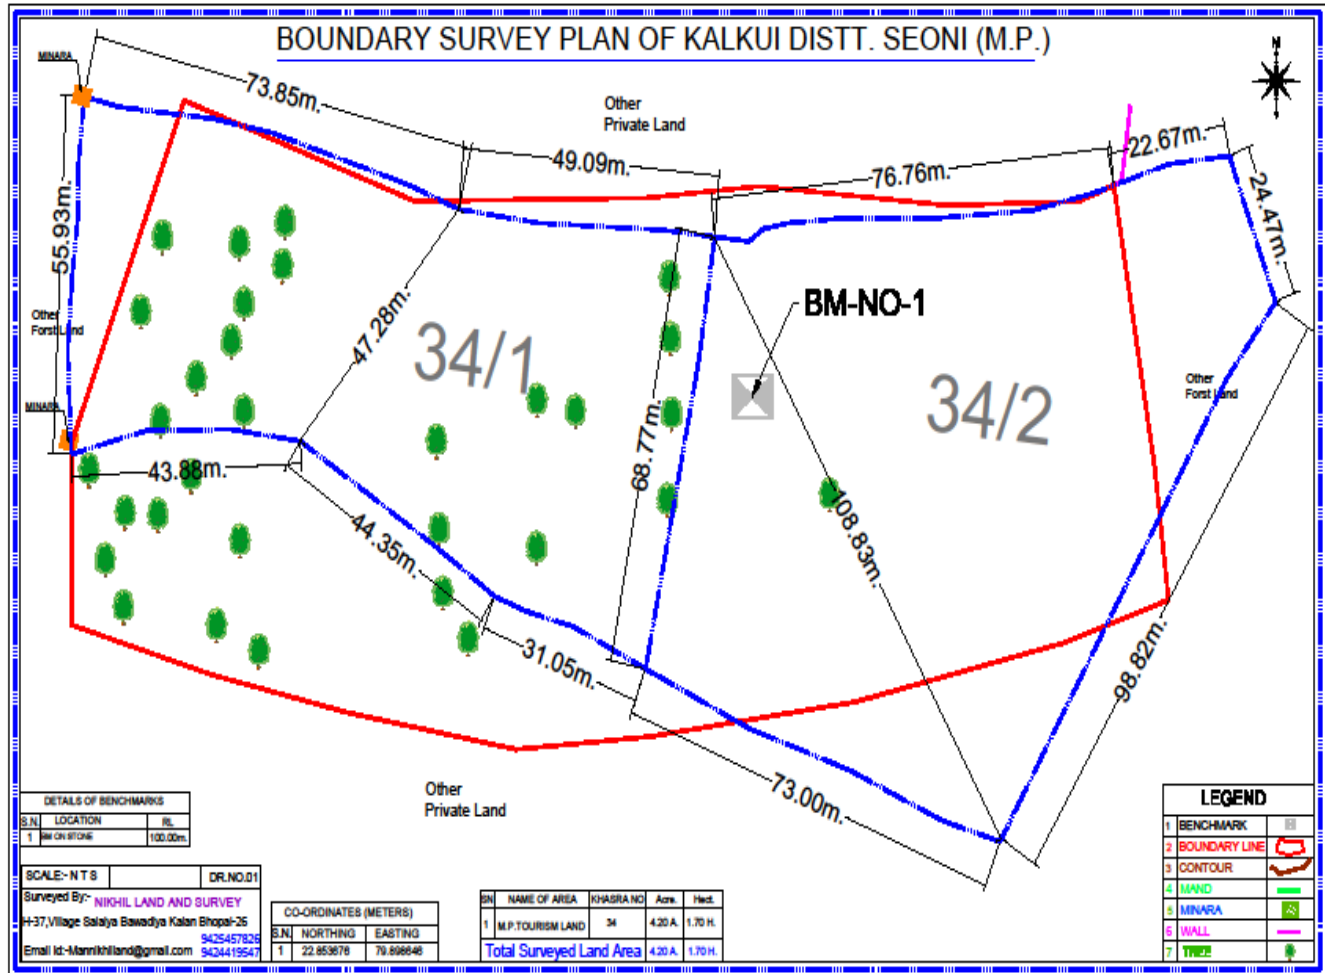 BOUNDARY SURVEY PLAN OF KALKUI DISTT. SEONI (M.P.)
N
MINARA
73.85m.
Other
Private Land
49.09m.
76.76m.
22.67m.
24.47m.
55.93m.
Other
Forst Land
47.28m.
34/1
BM-NO-1
34/2
Other
Forst Land
MINARA
43.88m.
68.77m.
108.83m.
44.35m.
31.05m.
98.82m.
73.00m.
Other
Private Land
DETAILS OF BENCHMARKS
S.N. LOCATION RL
1 BM ON STONE 100.00m.
SCALE:- N T S DR.NO.01
Surveyed By:- NIKHIL LAND AND SURVEY
H-37,Village Salaiya Bawadiya Kalan Bhopal-26
9425457826
Email Id:-Mannikhilland@gmail.com 9424419547
CO-ORDINATES (METERS)
S.N. NORTHING EASTING
1 22.853676 79.898646
SN NAME OF AREA KHASRA NO Acre. Hect.
1 M.P.TOURISM LAND 34 4.20 A. 1.70 H.
Total Surveyed Land Area 4.20 A. 1.70 H.
LEGEND
1 BENCHMARK
2 BOUNDARY LINE
3 CONTOUR
4 MAND
5 MINARA
6 WALL
7 TREE